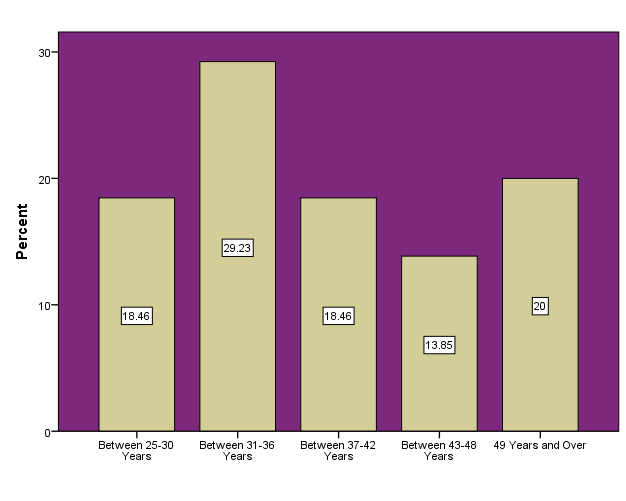 Percent
30
20
10
0
18.46
29.23
18.46
13.85
20
Between 25-30
Years
Between 31-36
Years
Between 37-42
Years
Between 43-48
Years
49 Years and Over